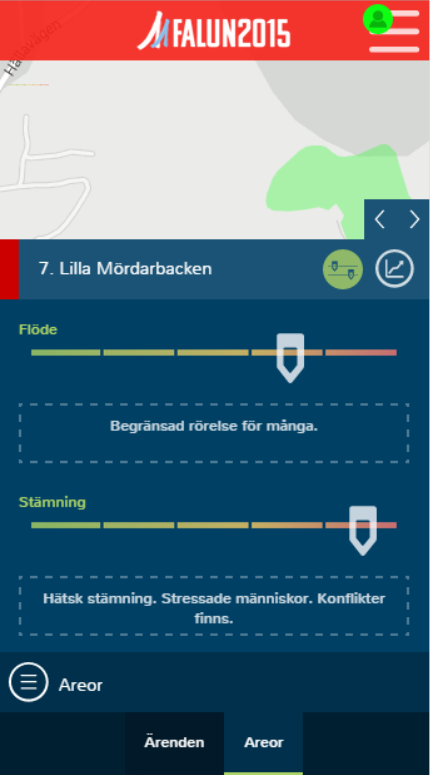 FALUN2015
Hanavägen
7. Lilla Mördarbacken
Flöde
Begränsad rörelse för många.
Stämning
Hätsk stämning. Stressade människor. Konflikter
finns.
Areor
Ärenden Areor